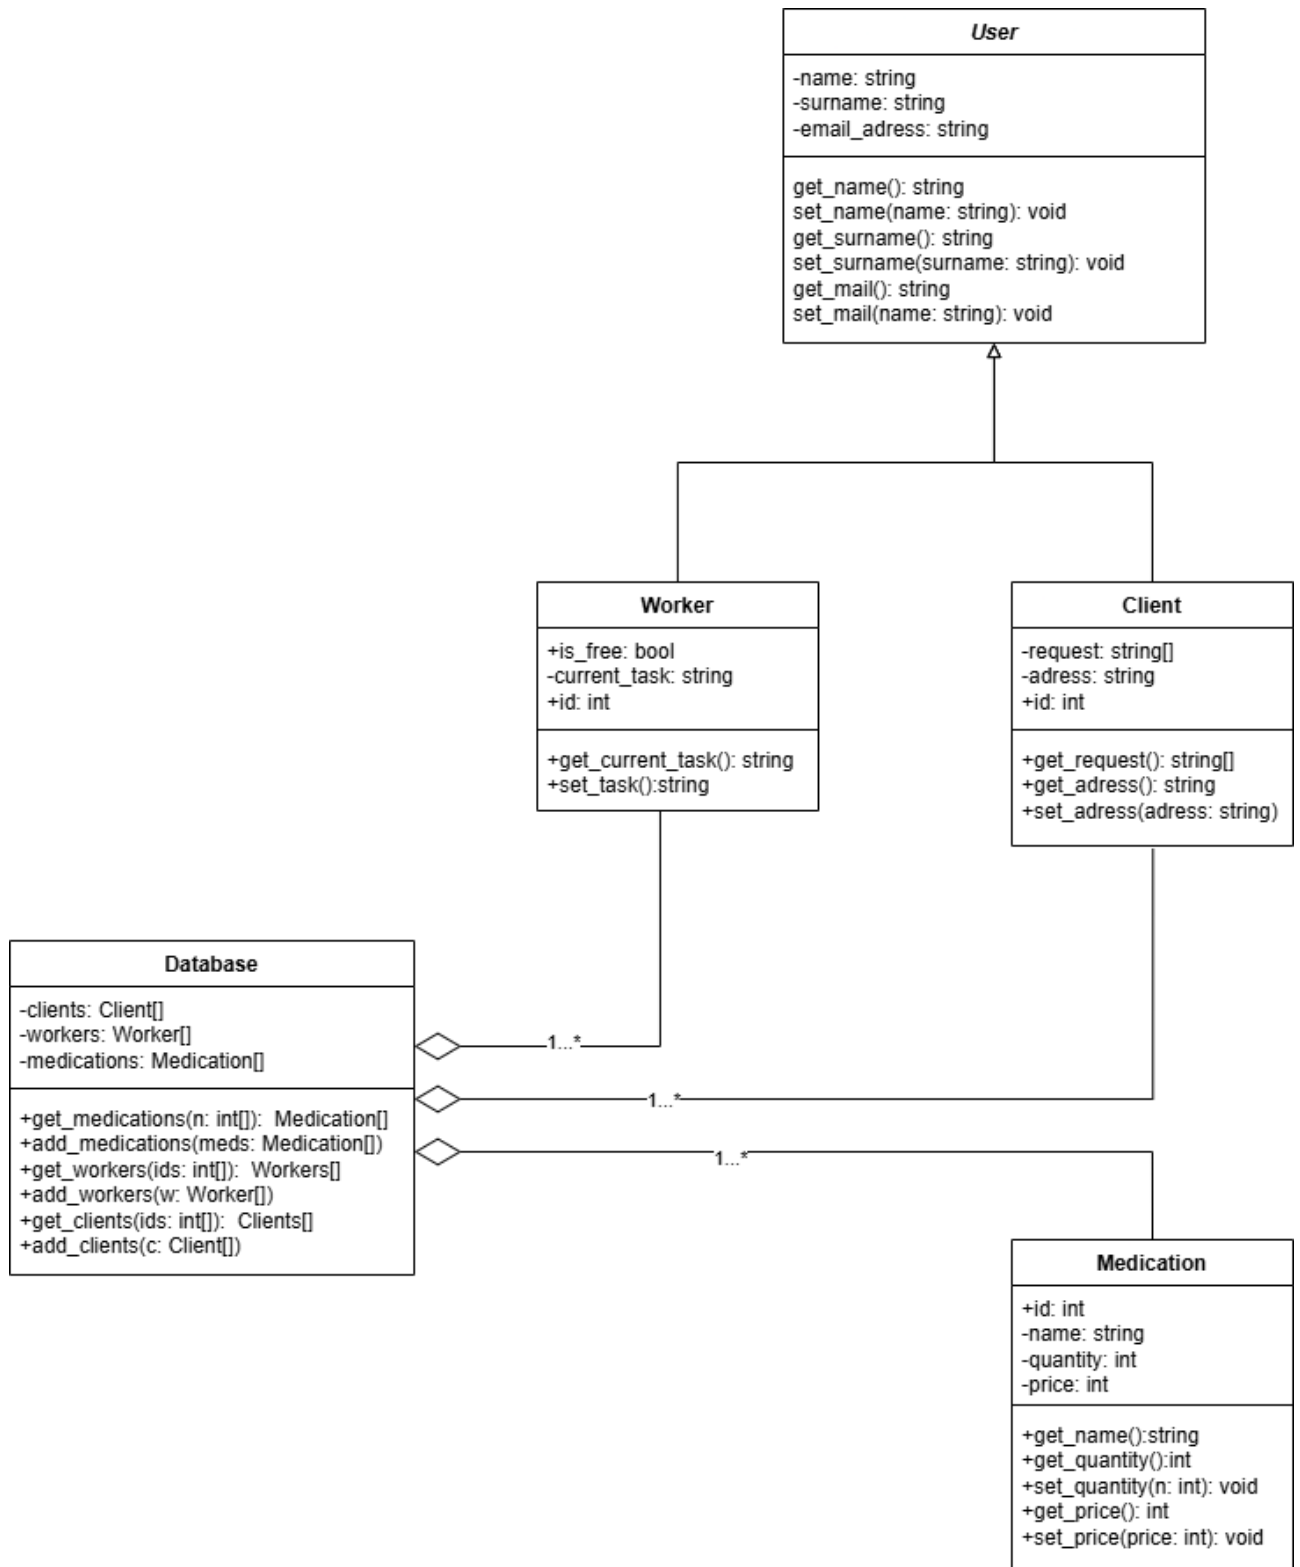 User
-name: string
-surname: string
-email_adress: string
get_name(): string
set_name(name: string): void
get_surname(): string
set_surname(surname: string): void
get_mail(): string
set_mail(name: string): void
Worker
+is_free: bool
-current_task: string
+id: int
+get_current_task(): string
+set_task():string
Client
-request: string[]
-adress: string
+id: int
+get_request(): string[]
+get_adress(): string
+set_adress(adress: string)
Database
-clients: Client[]
-workers: Worker[]
-medications: Medication[]
+get_medications(n: int[]): Medication[]
+add_medications(meds: Medication[])
+get_workers(ids: int[]): Workers[]
+add_workers(w: Worker[])
+get_clients(ids: int[]): Clients[]
+add_clients(c: Client[])
1...*
1...*
1...*
Medication
+id: int
-name: string
-quantity: int
-price: int
+get_name():string
+get_quantity():int
+set_quantity(n: int): void
+get_price(): int
+set_price(price: int): void